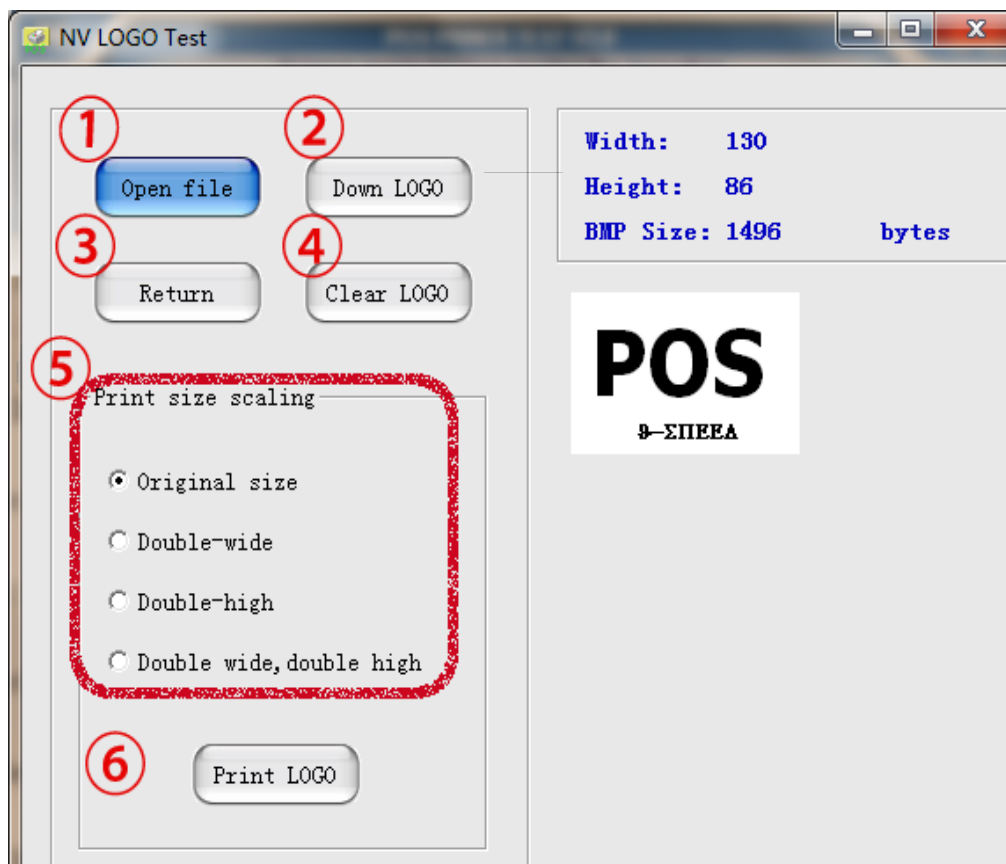 NV LOGO Test
1
2
Open file
Down LOGO
3
4
Return
Clear LOGO
5
Print size scaling
Original size
Double-wide
Double-high
Double wide,double high
6
Print LOGO
Width: 130
Height: 86
BMP Size: 1496 bytes
POS
9-ΣΠΕΕΔ